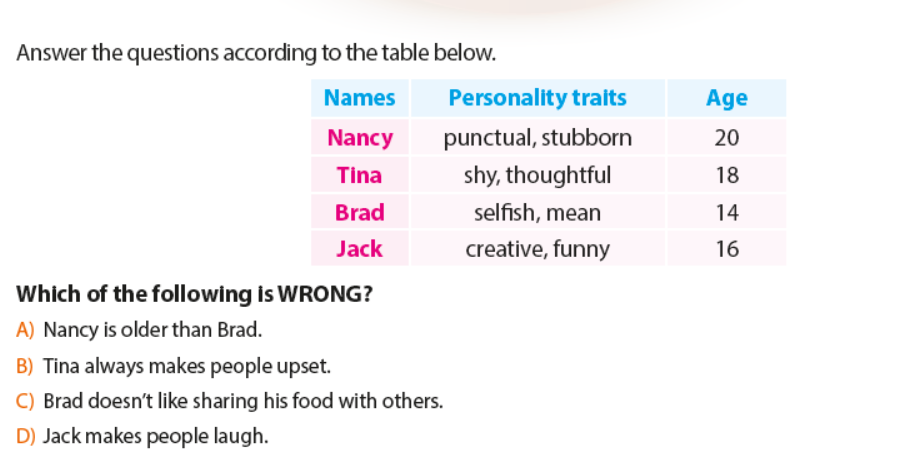 Answer the questions according to the table below.
Names Personality traits Age
Nancy punctual, stubborn 20
Tina shy, thoughtful 18
Brad selfish, mean 14
Jack creative, funny 16
Which of the following is WRONG?
A) Nancy is older than Brad.
B) Tina always makes people upset.
C) Brad doesn’t like sharing his food with others.
D) Jack makes people laugh.